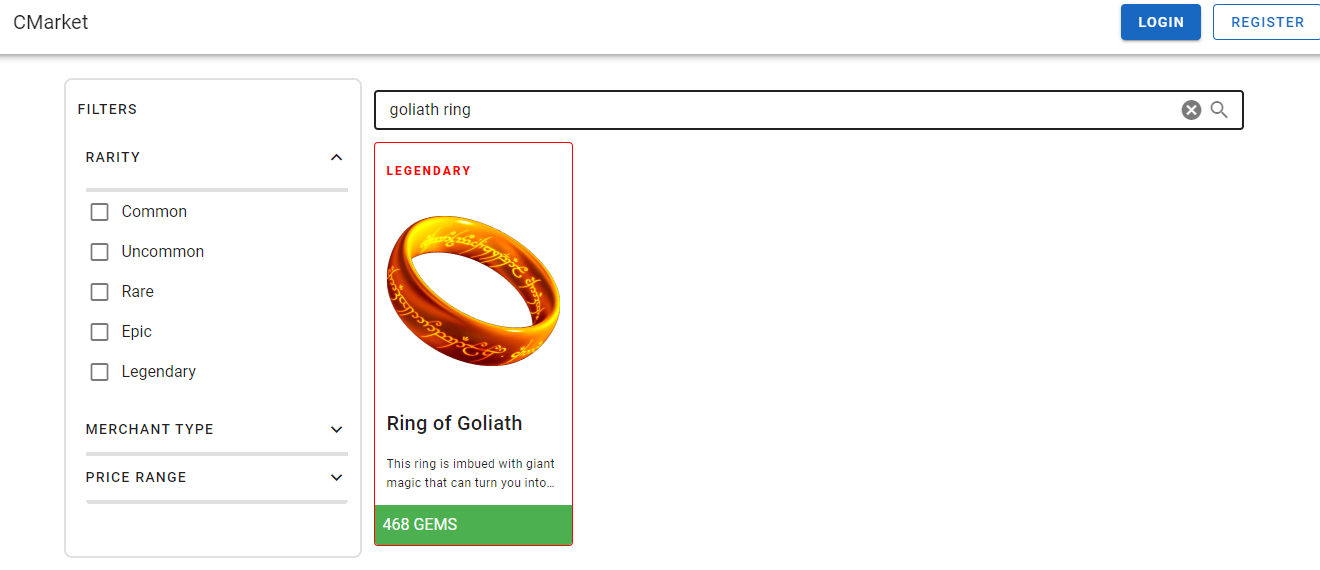 CMarket
LOGIN
REGISTER
FILTERS
goliath ring
RARITY
Common
Uncommon
Rare
Epic
Legendary
MERCHANT TYPE
PRICE RANGE
LEGENDARY
Ring of Goliath
This ring is imbued with giant
magic that can turn you into…
468 GEMS